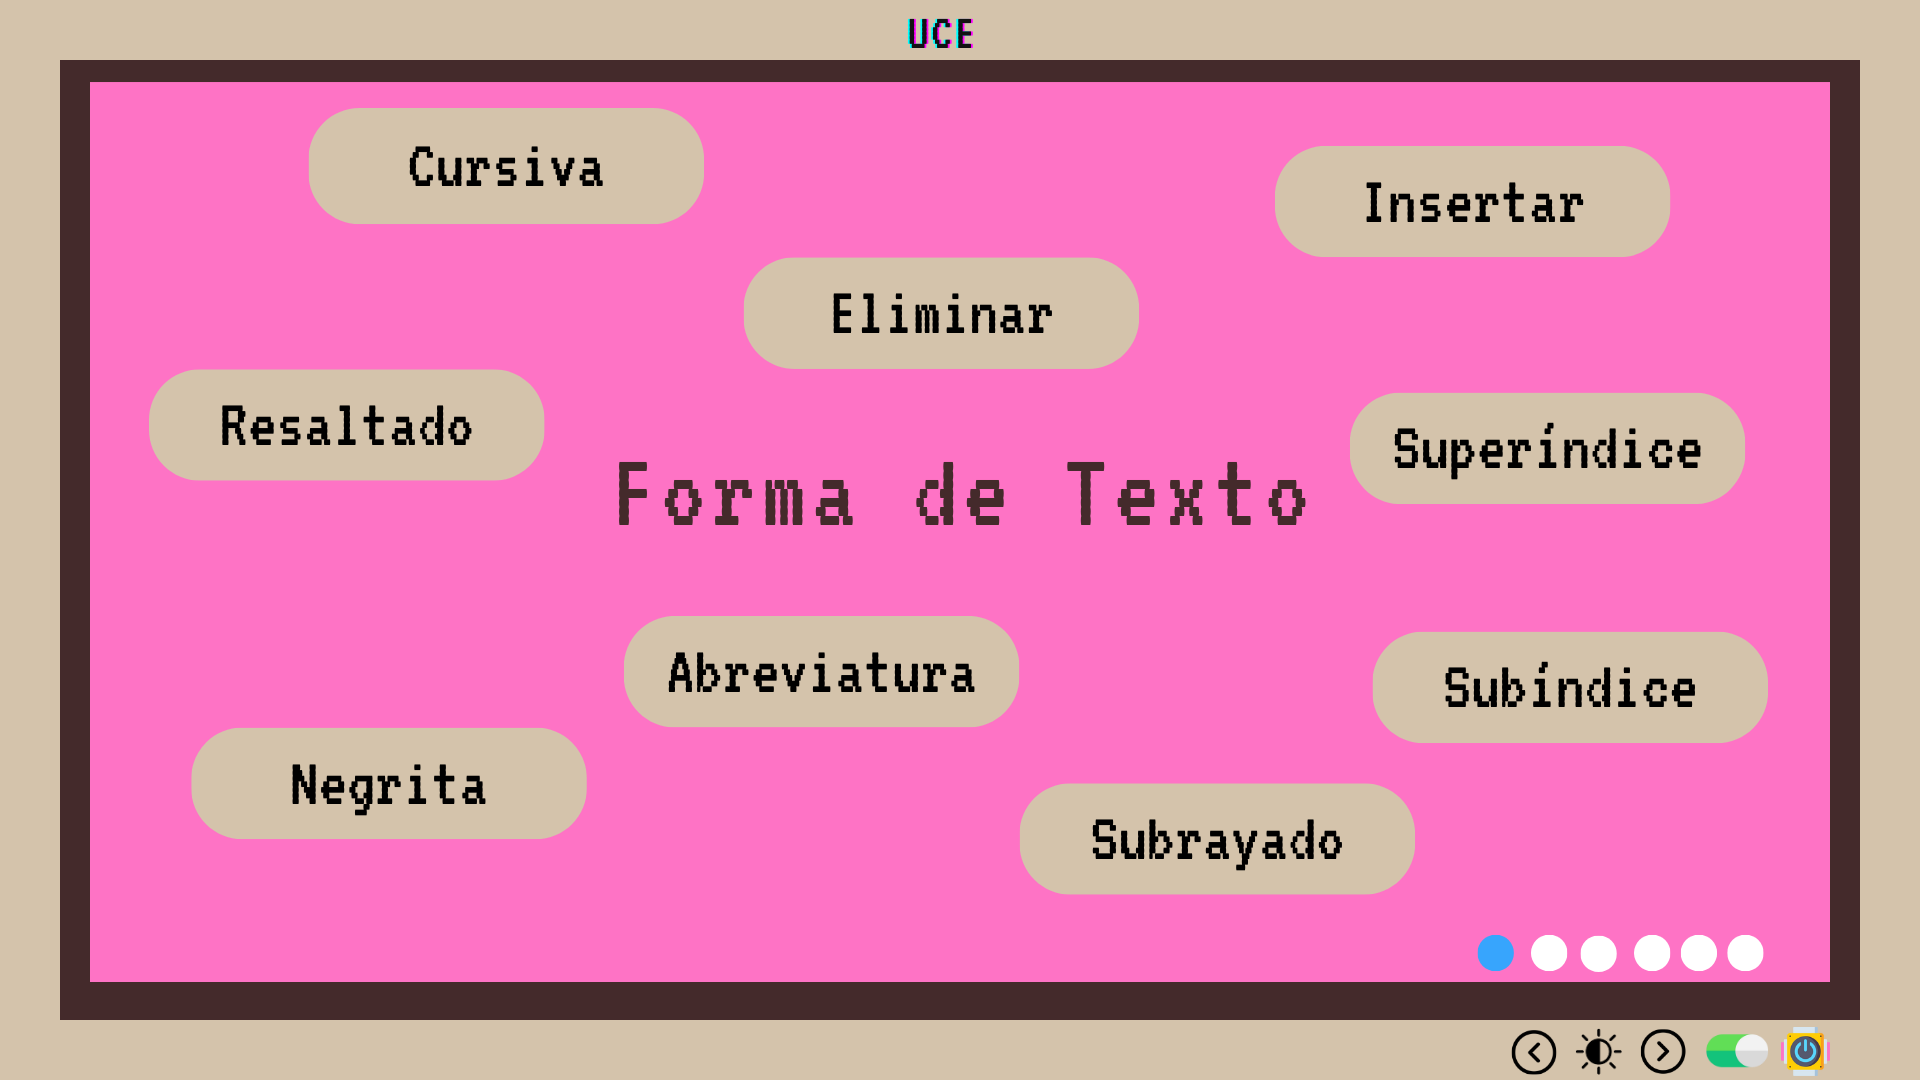 UCE
Cursiva
Insertar
Eliminar
Resaltado
Superíndice
Forma de Texto
Abreviatura
Subíndice
Negrita
Subrayado